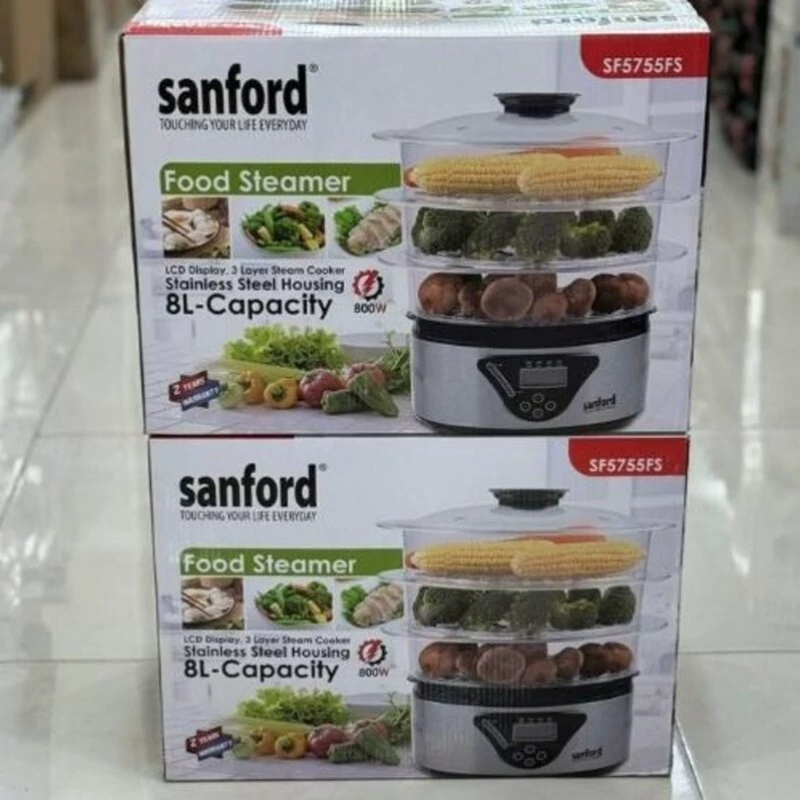 sanford
SF5755FS
sanford®
TOUCHING YOUR LIFE EVERYDAY
Food Steamer
LCD Display, 3 Layer Steam Cooker
Stainless Steel Housing
8L-Capacity
800W
2 YEARS
WARRANTY
sanford
SF5755FS
sanford®
TOUCHING YOUR LIFE EVERYDAY
Food Steamer
LCD Display, 3 Layer Steam Cooker
Stainless Steel Housing
8L-Capacity
800W
2 YEARS
WARRANTY
sanford